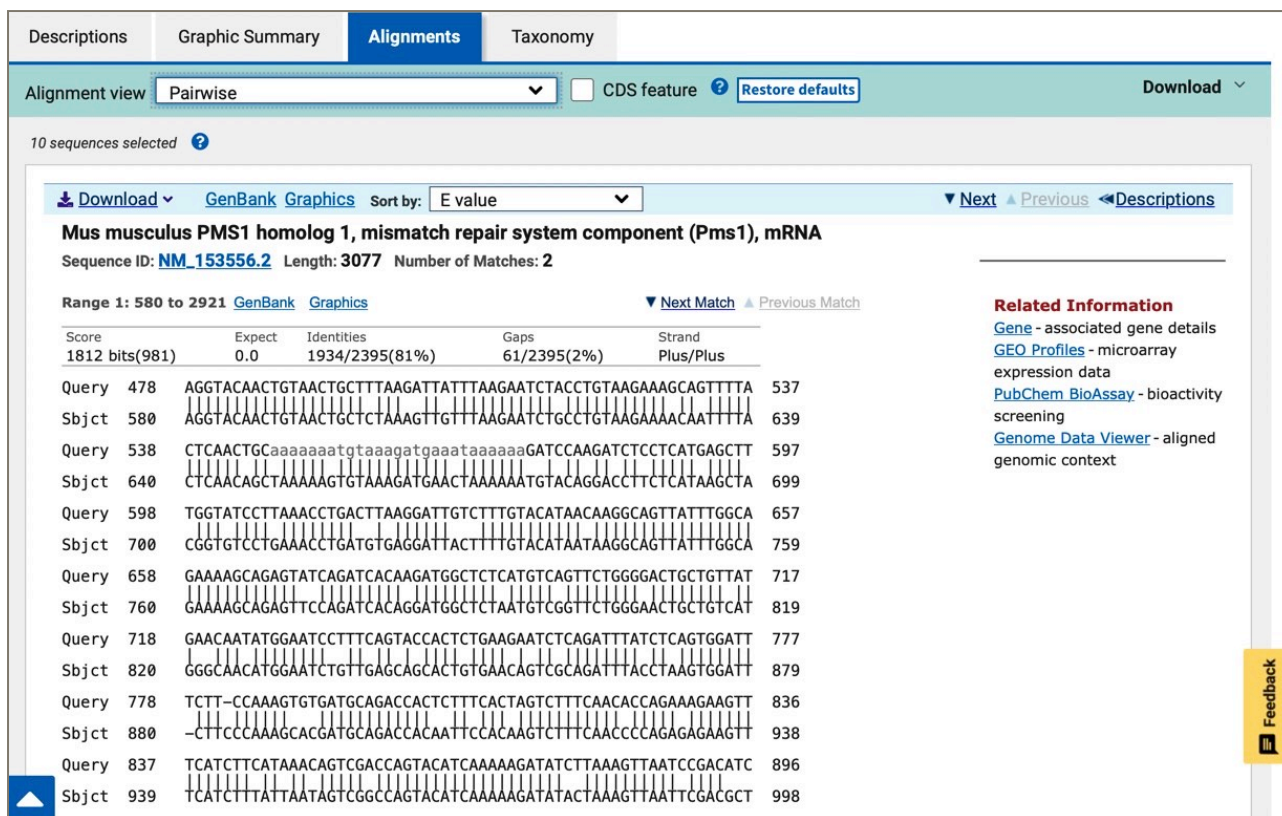 Descriptions Graphic Summary Alignments Taxonomy
Alignment view Pairwise CDS feature ? Restore defaults Download
10 sequences selected ?
Download GenBank Graphics Sort by: E value Next Previous Descriptions
Mus musculus PMS1 homolog 1, mismatch repair system component (Pms1), mRNA
Sequence ID: NM_153556.2 Length: 3077 Number of Matches: 2
Range 1: 580 to 2921 GenBank Graphics Next Match Previous Match
Score Expect Identities Gaps Strand
1812 bits(981) 0.0 1934/2395(81%) 61/2395(2%) Plus/Plus
Query 478 AGGTACAACTGTAACTGCTTTAAGATTATTTAAGAATCTACCTGTAAGAAAGCAGTTTTA 537
Sbjct 580 AGGTACAACTGTAACTGCTCTAAAGTTGTTTAAGAATCTGCCTGTAAGAAAACAATTTTA 639
Query 538 CTCAACTGCaaaaaaatgtaaagatgaaataaaaaaGATCCAAGATCTCCTCATGAGCTT 597
Sbjct 640 CTCAACAGCTAAAAAGTGTAAAGATGAACTAAAAAATGTACAGGACCTTCTCATAAGCTA 699
Query 598 TGGTATCCTTAAACCTGACTTAAGGATTGTCTTTGTACATAACAAGGCAGTTATTTGGCA 657
Sbjct 700 CGGTGTCCTGAAACCTGATGTGAGGATTACTTTTGTACATAATAAGGCAGTTATTTGGCA 759
Query 658 GAAAAGCAGAGTATCAGATCACAAGATGGCTCTCATGTCAGTTCTGGGGACTGCTGTTAT 717
Sbjct 760 GAAAAGCAGAGTTCCAGATCACAGGATGGCTCTAATGTCGGTTCTGGGAACTGCTGTCAT 819
Query 718 GAACAATATGGAATCCTTTCAGTACCACTCTGAAGAATCTCAGATTTATCTCAGTGGATT 777
Sbjct 820 GGGCAACATGGAATCTGTTGAGCAGCACTGTGAACAGTCGCAGATTTACCTAAGTGGATT 879
Query 778 TCTT-CCAAAGTGTGATGCAGACCACTCTTTCACTAGTCTTTCAACACCAGAAAGAAGTT 836
Sbjct 880 -CTTCCCAAAGCACGATGCAGACCACAATTCCACAAGTCTTTCAACCCCAGAGAGAAGTT 938
Query 837 TCATCTTCATAAACAGTCGACCAGTACATCAAAAAGATATCTTAAAGTTAATCCGACATC 896
Sbjct 939 TCATCTTTATTAATAGTCGGCCAGTACATCAAAAAGATATACTAAAGTTAATTCGACGCT 998
Related Information
Gene - associated gene details
GEO Profiles - microarray
expression data
PubChem BioAssay - bioactivity
screening
Genome Data Viewer - aligned
genomic context
Feedback